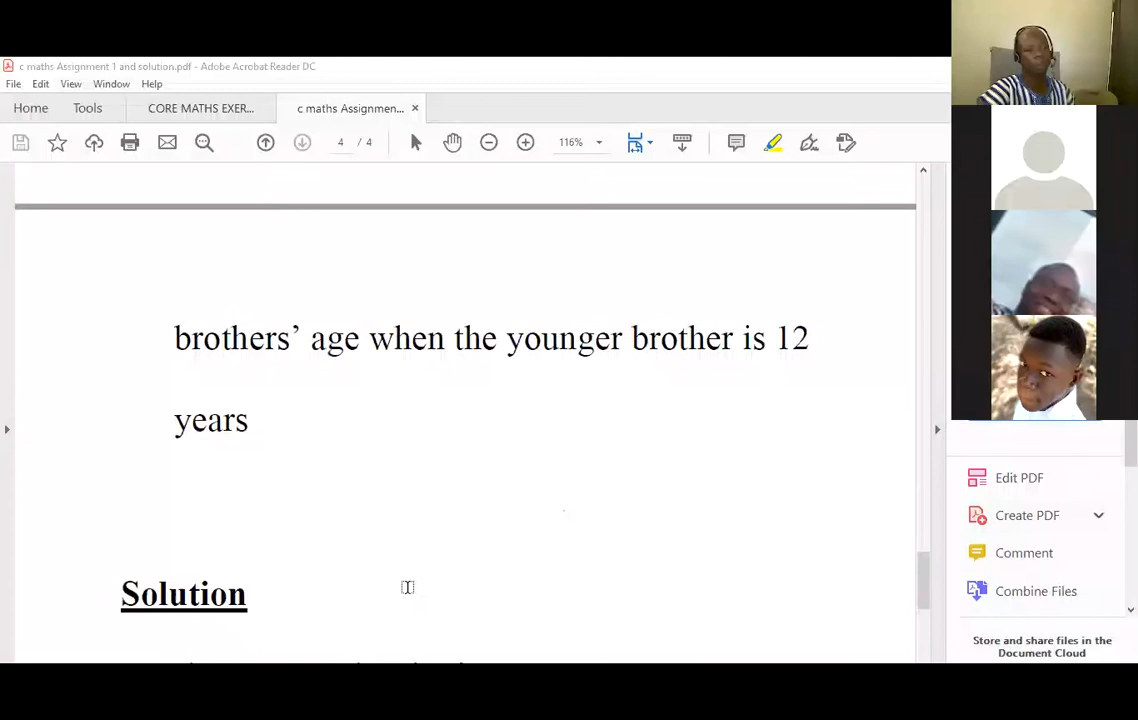 c maths Assignment 1 and solution.pdf - Adobe Acrobat Reader DC
File Edit View Window Help
Home Tools CORE MATHS EXER... c maths Assignmen... ×
4 / 4 116%
brothers’ age when the younger brother is 12
years
Solution
Edit PDF
Create PDF
Comment
Combine Files
Store and share files in the
Document Cloud